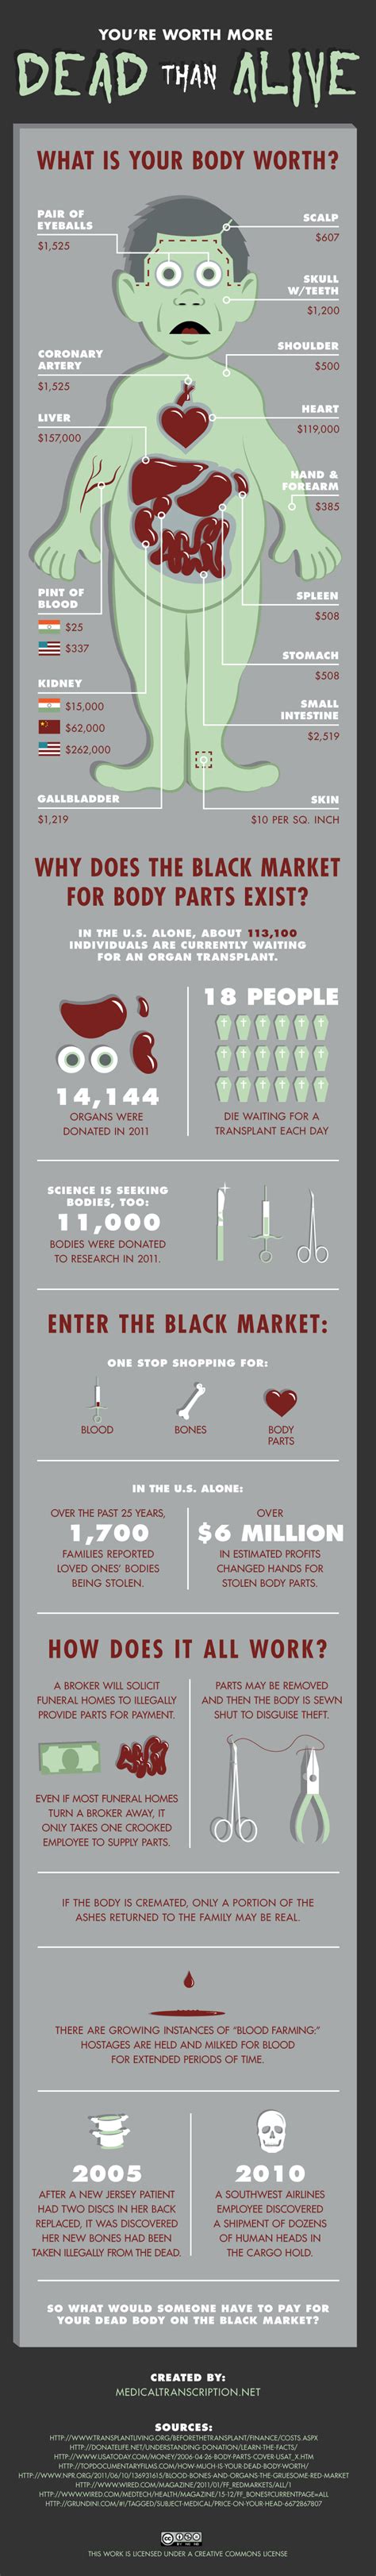 YOU'RE WORTH MORE
DEAD THAN ALIVE
WHAT IS YOUR BODY WORTH?
PAIR OF
EYEBALLS
$1,525
SCALP
$607
SKULL
W/TEETH
$1,200
SHOULDER
$500
CORONARY
ARTERY
$1,525
HEART
$119,000
LIVER
$157,000
HAND &
FOREARM
$385
PINT OF
BLOOD
$25
$337
SPLEEN
$508
STOMACH
$508
KIDNEY
$15,000
$62,000
$262,000
SMALL
INTESTINE
$2,519
GALLBLADDER
$1,219
SKIN
$10 PER SQ. INCH
WHY DOES THE BLACK MARKET
FOR BODY PARTS EXIST?
IN THE U.S. ALONE, ABOUT 113,100
INDIVIDUALS ARE CURRENTLY WAITING
FOR AN ORGAN TRANSPLANT.
14,144
ORGANS WERE
DONATED IN 2011
18 PEOPLE
DIE WAITING FOR A
TRANSPLANT EACH DAY
SCIENCE IS SEEKING
BODIES, TOO:
11,000
BODIES WERE DONATED
TO RESEARCH IN 2011.
ENTER THE BLACK MARKET:
ONE STOP SHOPPING FOR:
BLOOD
BONES
BODY
PARTS
IN THE U.S. ALONE:
OVER THE PAST 25 YEARS,
1,700
FAMILIES REPORTED
LOVED ONES' BODIES
BEING STOLEN.
OVER
$6 MILLION
IN ESTIMATED PROFITS
CHANGED HANDS FOR
STOLEN BODY PARTS.
HOW DOES IT ALL WORK?
A BROKER WILL SOLICIT
FUNERAL HOMES TO ILLEGALLY
PROVIDE PARTS FOR PAYMENT.
EVEN IF MOST FUNERAL HOMES
TURN A BROKER AWAY, IT
ONLY TAKES ONE CROOKED
EMPLOYEE TO SUPPLY PARTS.
PARTS MAY BE REMOVED
AND THEN THE BODY IS SEWN
SHUT TO DISGUISE THEFT.
IF THE BODY IS CREMATED, ONLY A PORTION OF THE
ASHES RETURNED TO THE FAMILY MAY BE REAL.
THERE ARE GROWING INSTANCES OF "BLOOD FARMING:"
HOSTAGES ARE HELD AND MILKED FOR BLOOD
FOR EXTENDED PERIODS OF TIME.
2005
AFTER A NEW JERSEY PATIENT
HAD TWO DISCS IN HER BACK
REPLACED, IT WAS DISCOVERED
HER NEW BONES HAD BEEN
TAKEN ILLEGALLY FROM THE DEAD.
2010
A SOUTHWEST AIRLINES
EMPLOYEE DISCOVERED
A SHIPMENT OF DOZENS
OF HUMAN HEADS IN
THE CARGO HOLD.
SO WHAT WOULD SOMEONE HAVE TO PAY FOR
YOUR DEAD BODY ON THE BLACK MARKET?
CREATED BY:
MEDICALTRANSCRIPTION.NET
SOURCES:
HTTP://WWW.TRANSPLANTLIVING.ORG/BEFORETHETRANSPLANT/FINANCE/COSTS.ASPX
HTTP://DONATELIFE.NET/UNDERSTANDING-DONATION/LEARN-THE-FACTS/
HTTP://WWW.USATODAY.COM/MONEY/2006-04-26-BODY-PARTS-COVER-USAT_X.HTM
HTTP://TOPDOCUMENTARYFILMS.COM/HOW-MUCH-IS-YOUR-DEAD-BODY-WORTH/
HTTP://WWW.NPR.ORG/2011/06/10/136931615/BLOOD-BONES-AND-ORGANS-THE-GRUESOME-RED-MARKET
HTTP://WWW.WIRED.COM/MAGAZINE/2011/01/FF_REDMARKETS/ALL/1
HTTP://WWW.WIRED.COM/MEDTECH/HEALTH/MAGAZINE/15-12/FF_BONES?CURRENTPAGE=ALL
HTTP://GRUNDINI.COM/#!/TAGGED/SUBJECT-MEDICAL/PRICE-ON-YOUR-HEAD-6672867807
THIS WORK IS LICENSED UNDER A CREATIVE COMMONS LICENSE